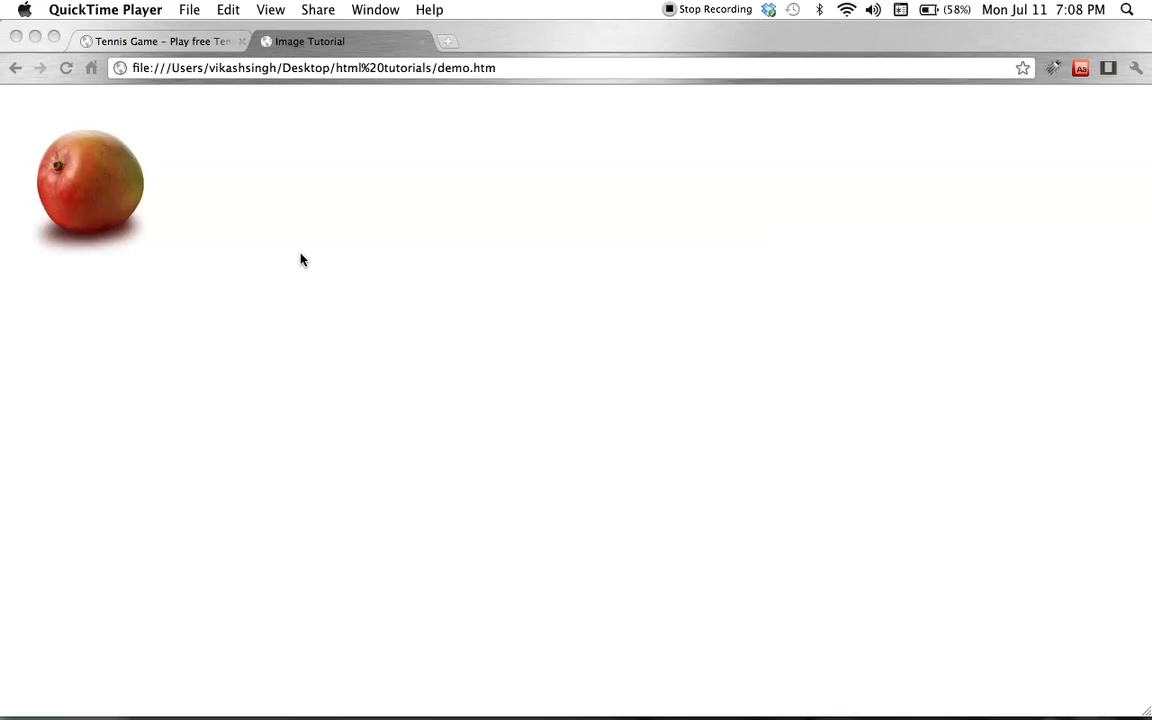 QuickTime Player File Edit View Share Window Help Stop Recording (58%) Mon Jul 11 7:08 PM
Tennis Game - Play free Ten Image Tutorial
file:///Users/vikashsingh/Desktop/html%20tutorials/demo.htm Aa